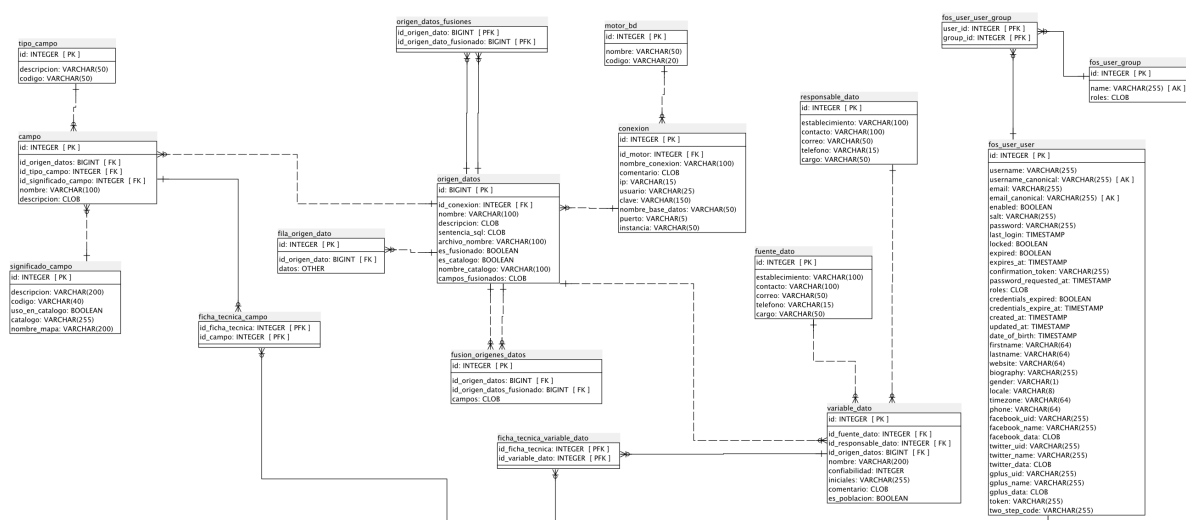 origen_datos_fusiones
id_origen_dato: BIGINT [ PFK ]
id_origen_dato_fusionado: BIGINT [ PFK ]
motor_bd
id: INTEGER [ PK ]
nombre: VARCHAR(50)
codigo: VARCHAR(20)
fos_user_user_group
user_id: INTEGER [ PFK ]
group_id: INTEGER [ PFK ]
tipo_campo
id: INTEGER [ PK ]
descripcion: VARCHAR(50)
codigo: VARCHAR(50)
fos_user_group
id: INTEGER [ PK ]
name: VARCHAR(255) [ AK ]
roles: CLOB
responsable_dato
id: INTEGER [ PK ]
establecimiento: VARCHAR(100)
contacto: VARCHAR(100)
correo: VARCHAR(50)
telefono: VARCHAR(15)
cargo: VARCHAR(50)
campo
id: INTEGER [ PK ]
id_origen_datos: BIGINT [ FK ]
id_tipo_campo: INTEGER [ FK ]
id_significado_campo: INTEGER [ FK ]
nombre: VARCHAR(100)
descripcion: CLOB
conexion
id: INTEGER [ PK ]
id_motor: INTEGER [ FK ]
nombre_conexion: VARCHAR(100)
comentario: CLOB
ip: VARCHAR(15)
usuario: VARCHAR(25)
clave: VARCHAR(150)
nombre_base_datos: VARCHAR(50)
puerto: VARCHAR(5)
instancia: VARCHAR(50)
fos_user_user
id: INTEGER [ PK ]
username: VARCHAR(255)
username_canonical: VARCHAR(255) [ AK ]
email: VARCHAR(255)
email_canonical: VARCHAR(255) [ AK ]
enabled: BOOLEAN
salt: VARCHAR(255)
password: VARCHAR(255)
last_login: TIMESTAMP
locked: BOOLEAN
expired: BOOLEAN
expires_at: TIMESTAMP
confirmation_token: VARCHAR(255)
password_requested_at: TIMESTAMP
roles: CLOB
credentials_expired: BOOLEAN
credentials_expire_at: TIMESTAMP
created_at: TIMESTAMP
updated_at: TIMESTAMP
date_of_birth: TIMESTAMP
firstname: VARCHAR(64)
lastname: VARCHAR(64)
website: VARCHAR(64)
biography: VARCHAR(255)
gender: VARCHAR(1)
locale: VARCHAR(8)
timezone: VARCHAR(64)
phone: VARCHAR(64)
facebook_uid: VARCHAR(255)
facebook_name: VARCHAR(255)
facebook_data: CLOB
twitter_uid: VARCHAR(255)
twitter_name: VARCHAR(255)
twitter_data: CLOB
gplus_uid: VARCHAR(255)
gplus_name: VARCHAR(255)
gplus_data: CLOB
token: VARCHAR(255)
two_step_code: VARCHAR(255)
origen_datos
id: BIGINT [ PK ]
id_conexion: INTEGER [ FK ]
nombre: VARCHAR(100)
descripcion: CLOB
sentencia_sql: CLOB
archivo_nombre: VARCHAR(100)
es_fusionado: BOOLEAN
es_catalogo: BOOLEAN
nombre_catalogo: VARCHAR(100)
campos_fusionados: CLOB
fila_origen_dato
id: INTEGER [ PK ]
id_origen_dato: BIGINT [ FK ]
datos: OTHER
significado_campo
id: INTEGER [ PK ]
descripcion: VARCHAR(200)
codigo: VARCHAR(40)
uso_en_catalogo: BOOLEAN
catalogo: VARCHAR(255)
nombre_mapa: VARCHAR(200)
fuente_dato
id: INTEGER [ PK ]
establecimiento: VARCHAR(100)
contacto: VARCHAR(100)
correo: VARCHAR(50)
telefono: VARCHAR(15)
cargo: VARCHAR(50)
ficha_tecnica_campo
id_ficha_tecnica: INTEGER [ PFK ]
id_campo: INTEGER [ PFK ]
fusion_origenes_datos
id: INTEGER [ PK ]
id_origen_datos: BIGINT [ FK ]
id_origen_datos_fusionado: BIGINT [ FK ]
campos: CLOB
variable_dato
id: INTEGER [ PK ]
id_fuente_dato: INTEGER [ FK ]
id_responsable_dato: INTEGER [ FK ]
id_origen_datos: BIGINT [ FK ]
nombre: VARCHAR(200)
confiabilidad: INTEGER
iniciales: VARCHAR(255)
comentario: CLOB
es_poblacion: BOOLEAN
ficha_tecnica_variable_dato
id_ficha_tecnica: INTEGER [ PFK ]
id_variable_dato: INTEGER [ PFK ]